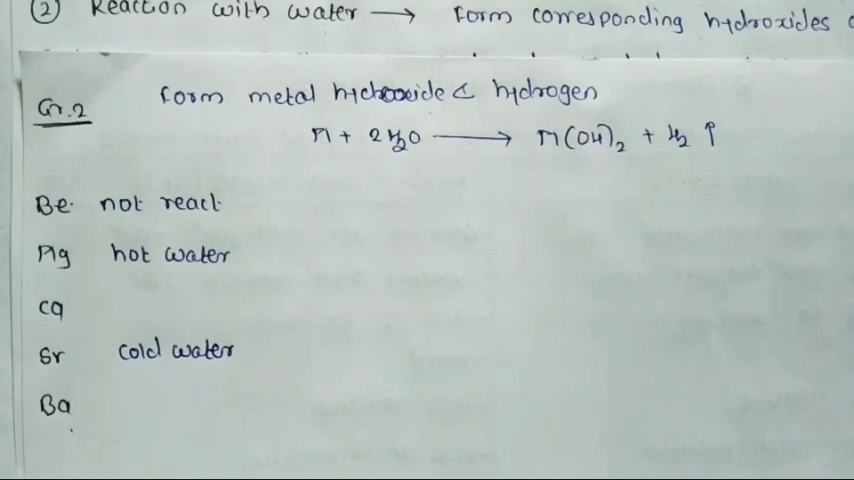 ② Reaction with water → Form corresponding hydroxides
Gr.2 Form metal hydroxide & hydrogen
M + 2H₂O → M(OH)₂ + H₂ ↑
Be. not react
Mg hot water
Ca
Sr cold water
Ba